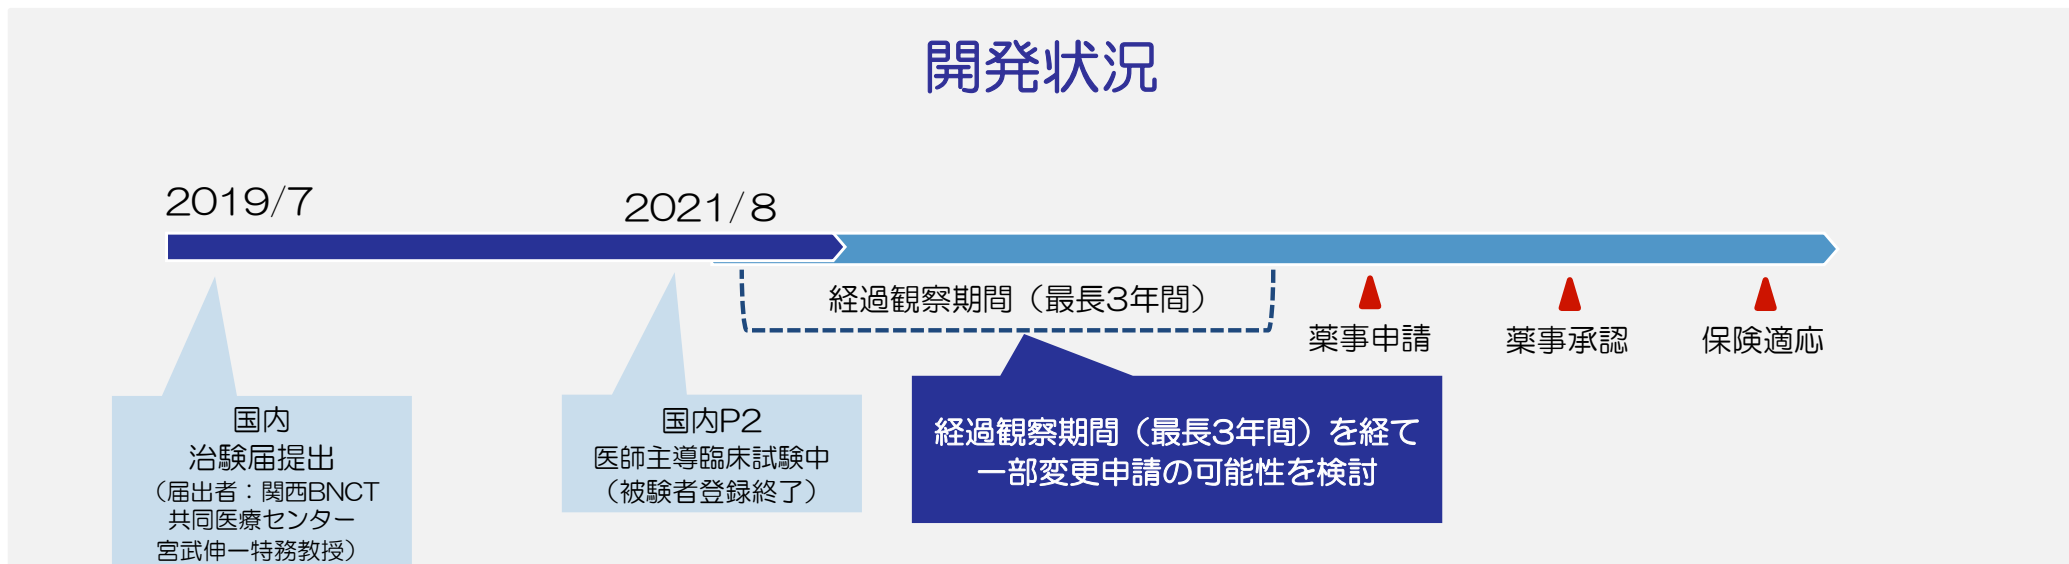 開発状況
2019/7
2021/8
経過観察期間（最長3年間）
薬事申請
薬事承認
保険適応
国内
治験届提出
（届出者：関西BNCT
共同医療センター
宮武伸一特務教授）
国内P2
医師主導臨床試験中
（被験者登録終了）
経過観察期間（最長3年間）を経て
一部変更申請の可能性を検討